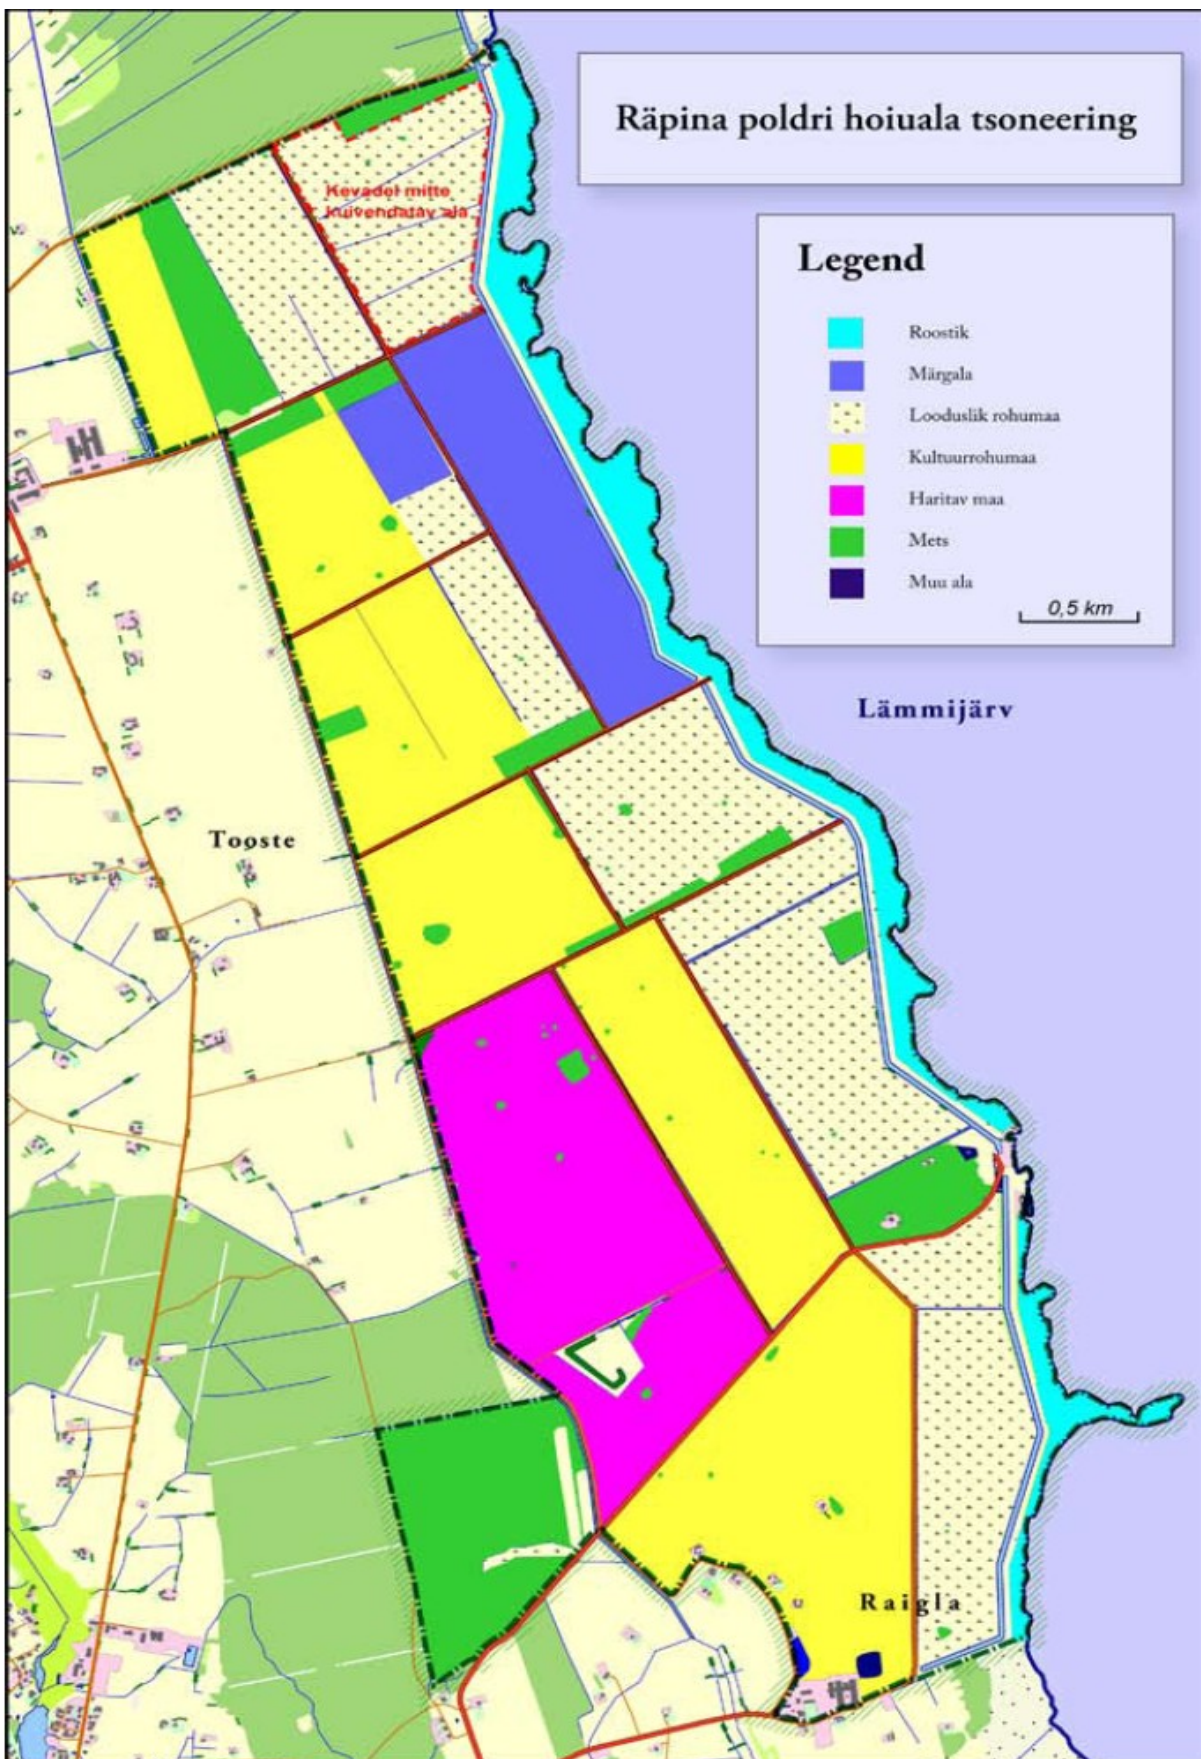 Räpina poldri hoiuala tsoneering
Kevadel mitte
kuivendatav ala
Legend
Roostik
Märgala
Looduslik rohumaa
Kultuurrohumaa
Haritav maa
Mets
Muu ala
0,5 km
Lämmijärv
Tooste
Raigla